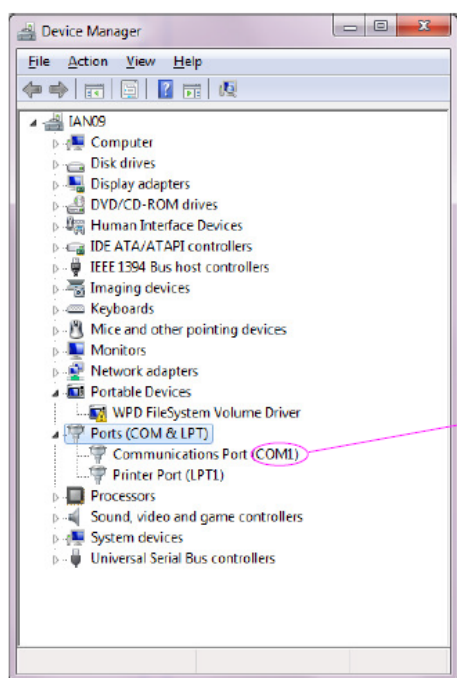 Device Manager
File Action View Help
IAN09
Computer
Disk drives
Display adapters
DVD/CD-ROM drives
Human Interface Devices
IDE ATA/ATAPI controllers
IEEE 1394 Bus host controllers
Imaging devices
Keyboards
Mice and other pointing devices
Monitors
Network adapters
Portable Devices
WPD FileSystem Volume Driver
Ports (COM & LPT)
Communications Port (COM1)
Printer Port (LPT1)
Processors
Sound, video and game controllers
System devices
Universal Serial Bus controllers